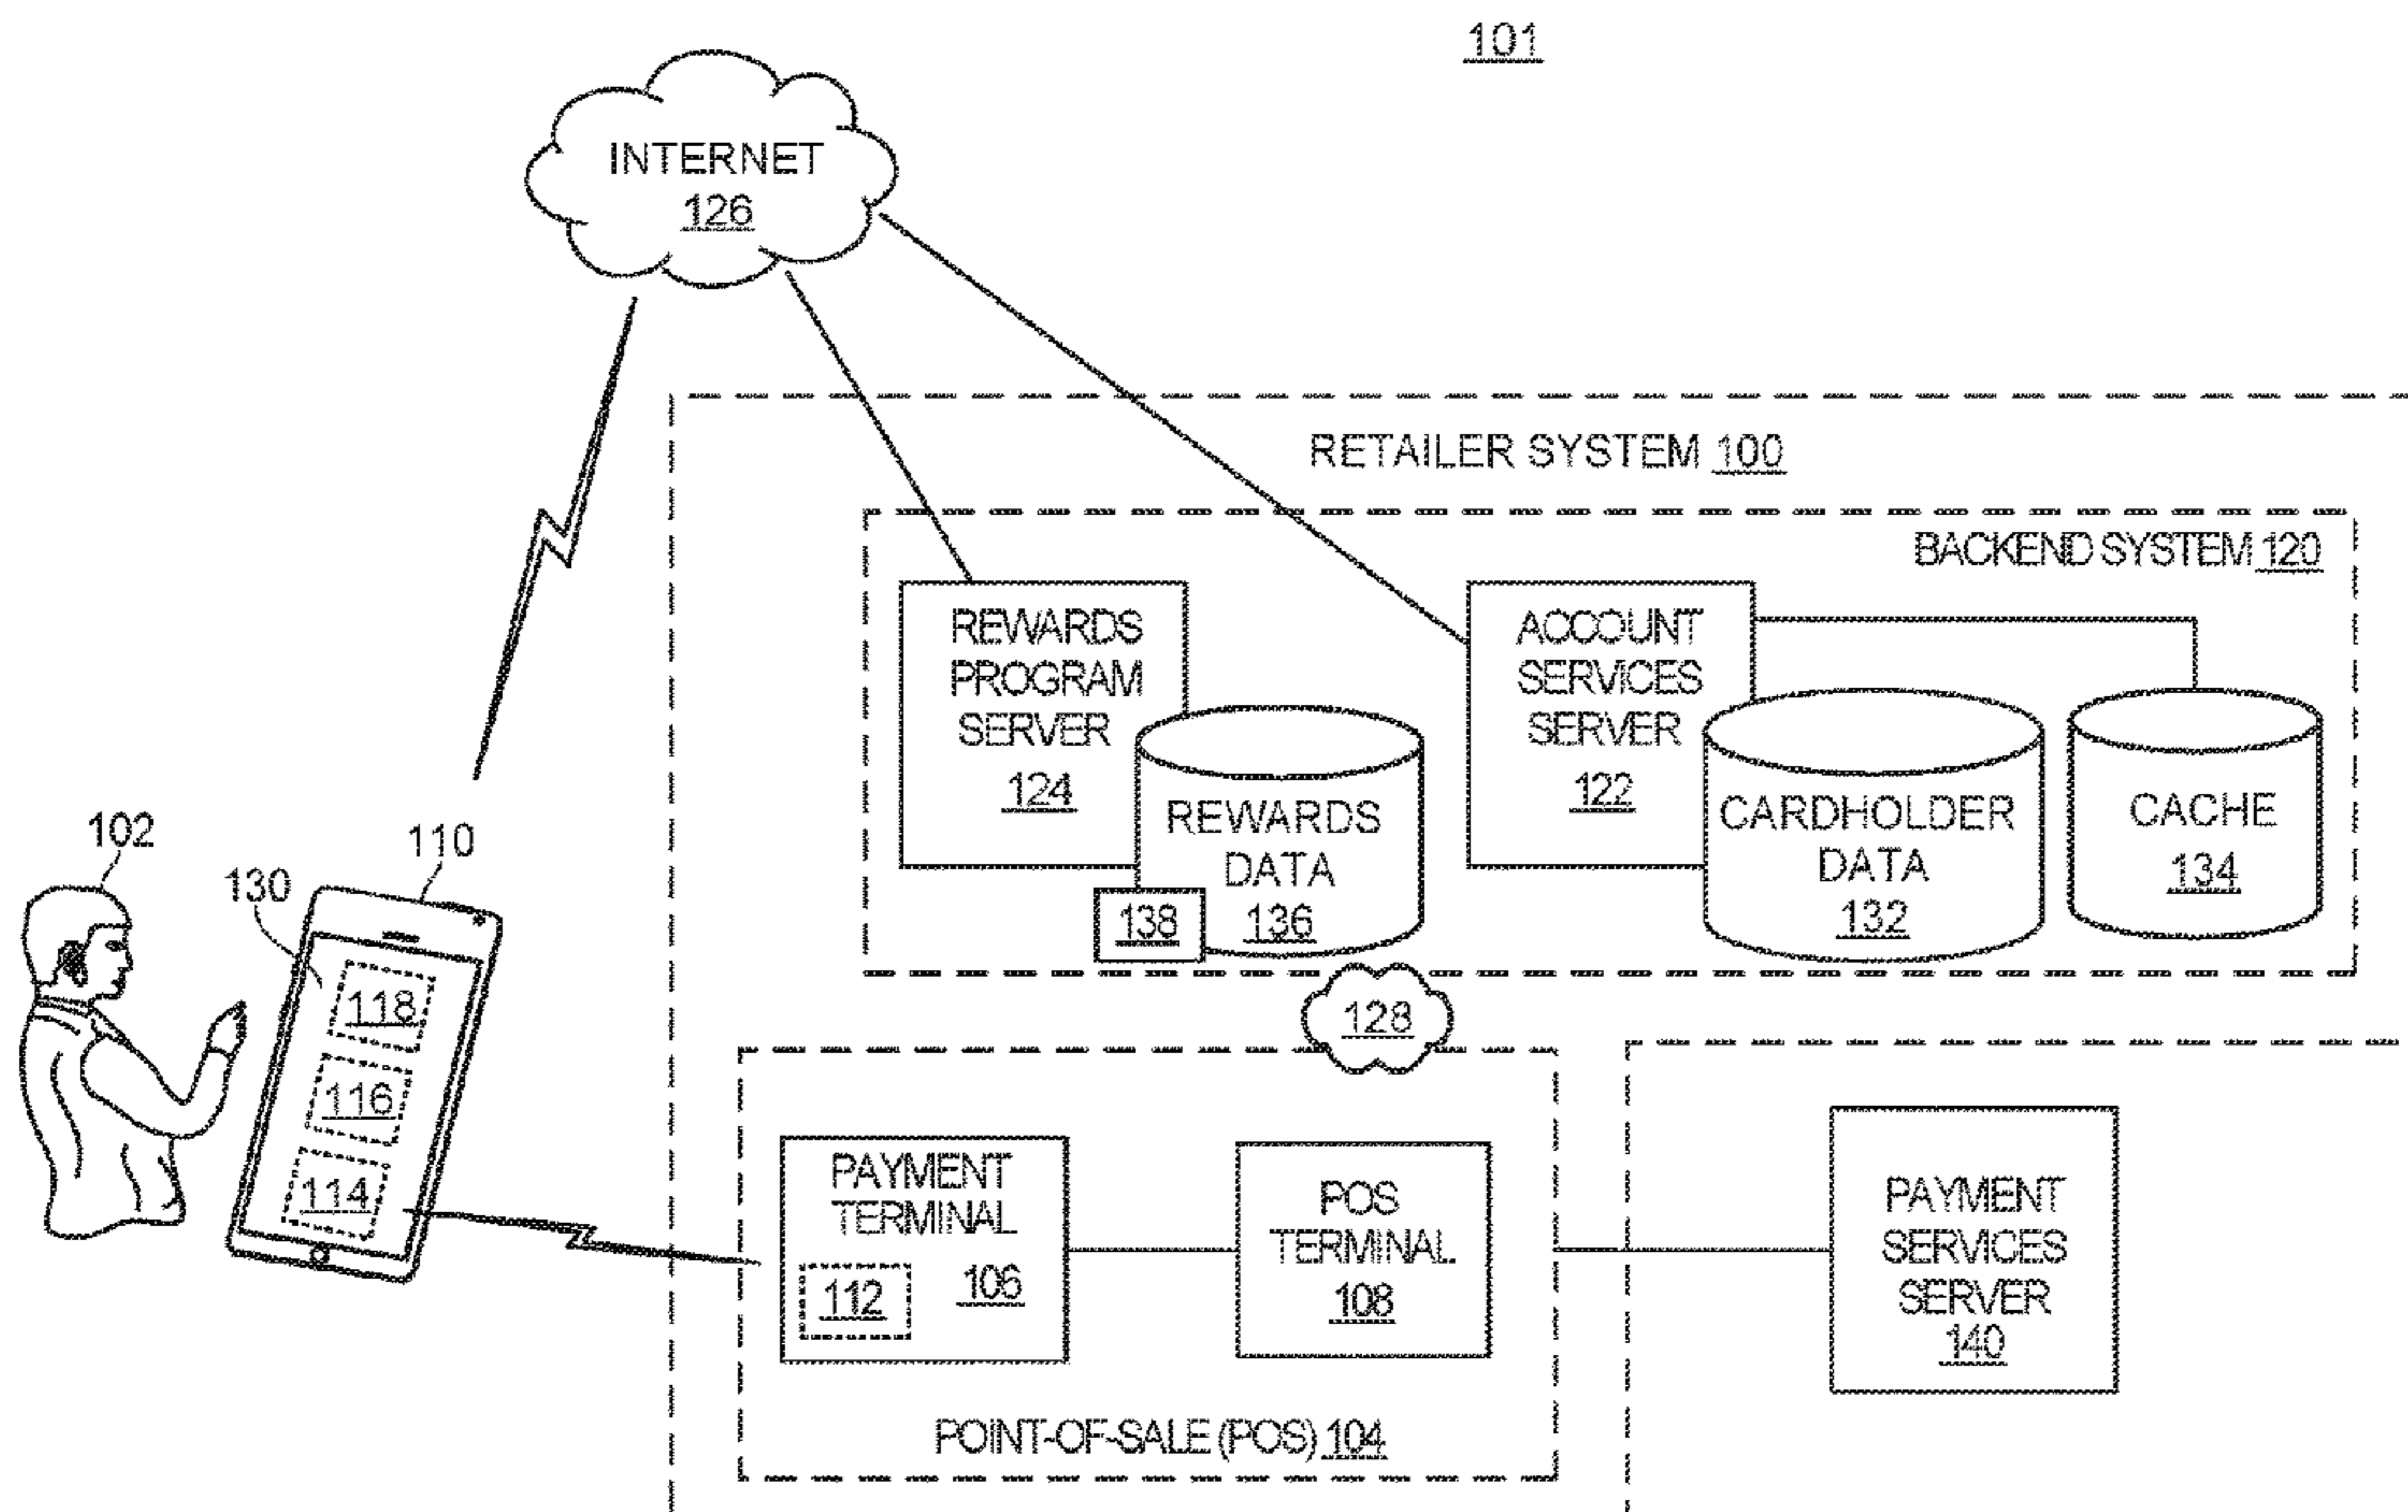 101
INTERNET
126
RETAILER SYSTEM 100
BACKEND SYSTEM 120
REWARDS
PROGRAM
SERVER
124
REWARDS
DATA
136
138
ACCOUNT
SERVICES
SERVER
122
CARDHOLDER
DATA
132
CACHE
134
102
110
130
118
116
114
128
PAYMENT
TERMINAL
106
112
POS
TERMINAL
108
POINT-OF-SALE (POS) 104
PAYMENT
SERVICES
SERVER
140